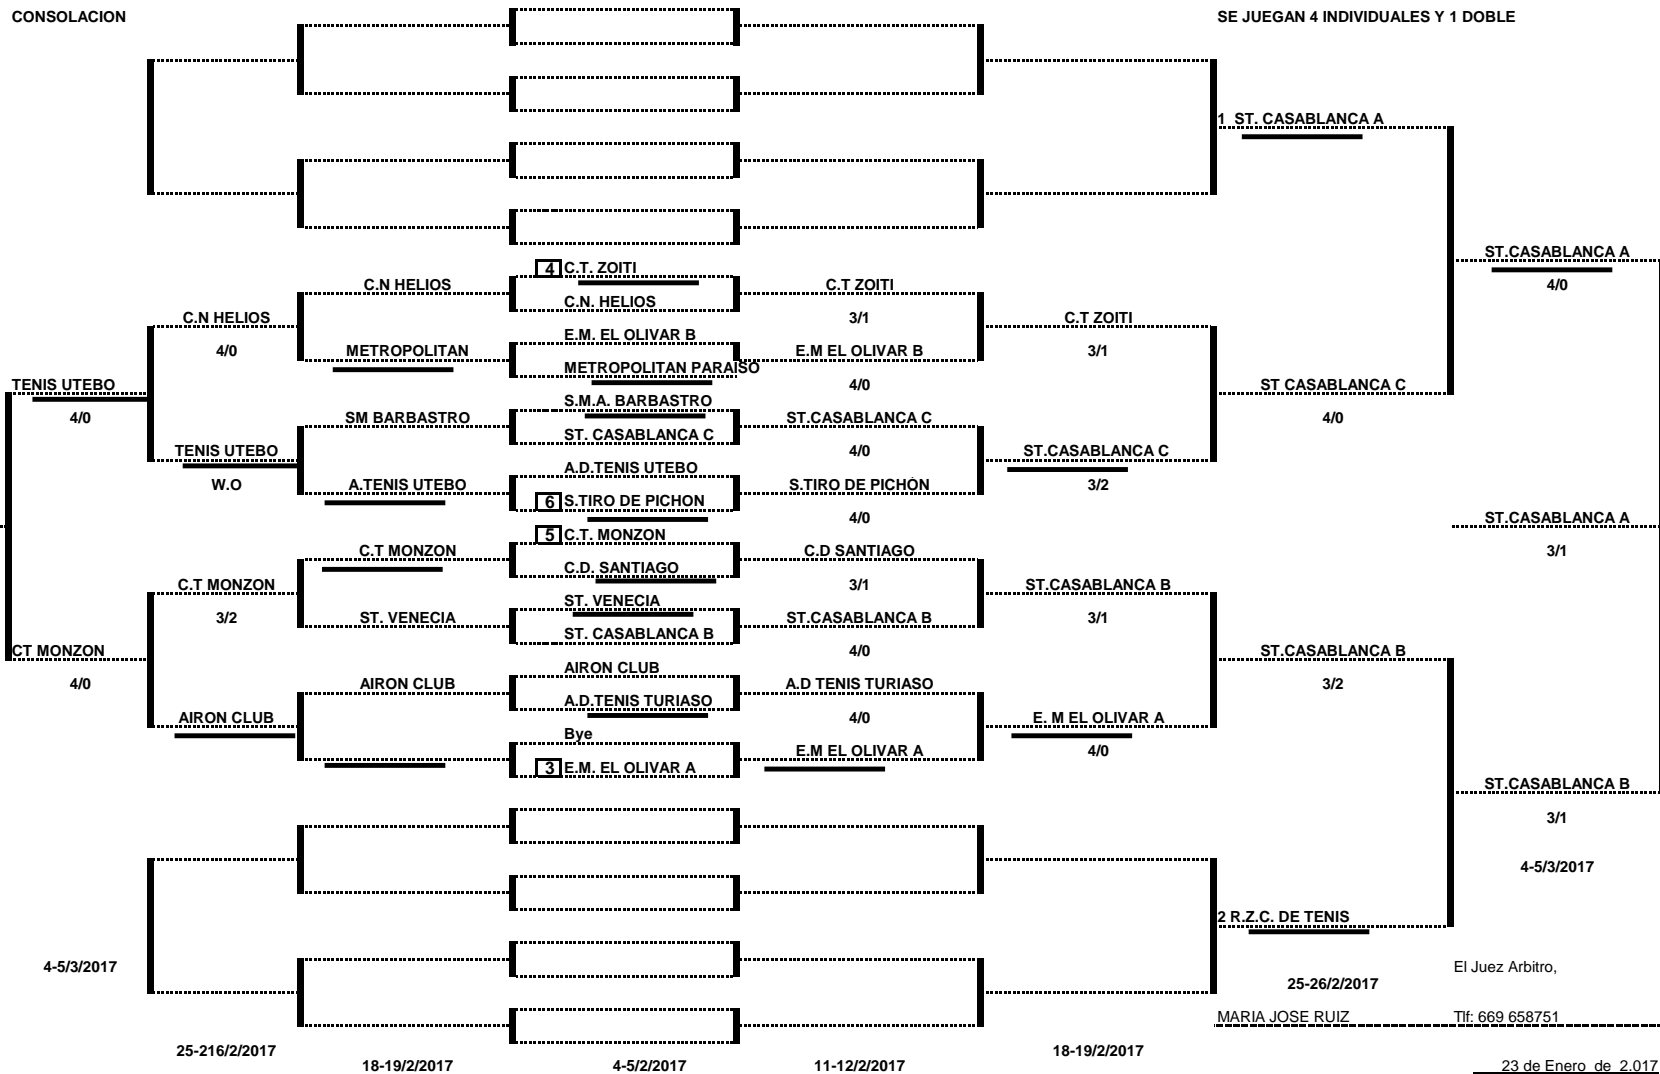 CONSOLACION
SE JUEGAN 4 INDIVIDUALES Y 1 DOBLE
1 ST. CASABLANCA A
ST.CASABLANCA A
4/0
4 C.T. ZOITI
C.N HELIOS
C.T ZOITI
C.N. HELIOS
C.N HELIOS
3/1
C.T ZOITI
E.M. EL OLIVAR B
4/0
METROPOLITAN
E.M EL OLIVAR B
3/1
METROPOLITAN PARAISO
TENIS UTEBO
4/0
ST CASABLANCA C
S.M.A. BARBASTRO
4/0
SM BARBASTRO
ST.CASABLANCA C
4/0
ST. CASABLANCA C
TENIS UTEBO
4/0
ST.CASABLANCA C
A.D.TENIS UTEBO
W.O
A.TENIS UTEBO
S.TIRO DE PICHÓN
3/2
6 S.TIRO DE PICHON
4/0
ST.CASABLANCA A
5 C.T. MONZON
C.T MONZON
C.D SANTIAGO
3/1
C.D. SANTIAGO
C.T MONZON
3/1
ST.CASABLANCA B
ST. VENECIA
3/2
ST. VENECIA
ST.CASABLANCA B
3/1
ST. CASABLANCA B
CT MONZON
4/0
ST.CASABLANCA B
AIRON CLUB
4/0
AIRON CLUB
A.D TENIS TURIASO
3/2
A.D.TENIS TURIASO
AIRON CLUB
4/0
E. M EL OLIVAR A
Bye
E.M EL OLIVAR A
4/0
3 E.M. EL OLIVAR A
ST.CASABLANCA B
3/1
4-5/3/2017
2 R.Z.C. DE TENIS
4-5/3/2017
El Juez Arbitro,
25-26/2/2017
MARIA JOSE RUIZ
Tlf: 669 658751
25-216/2/2017
18-19/2/2017
18-19/2/2017
4-5/2/2017
11-12/2/2017
23 de Enero de 2.017